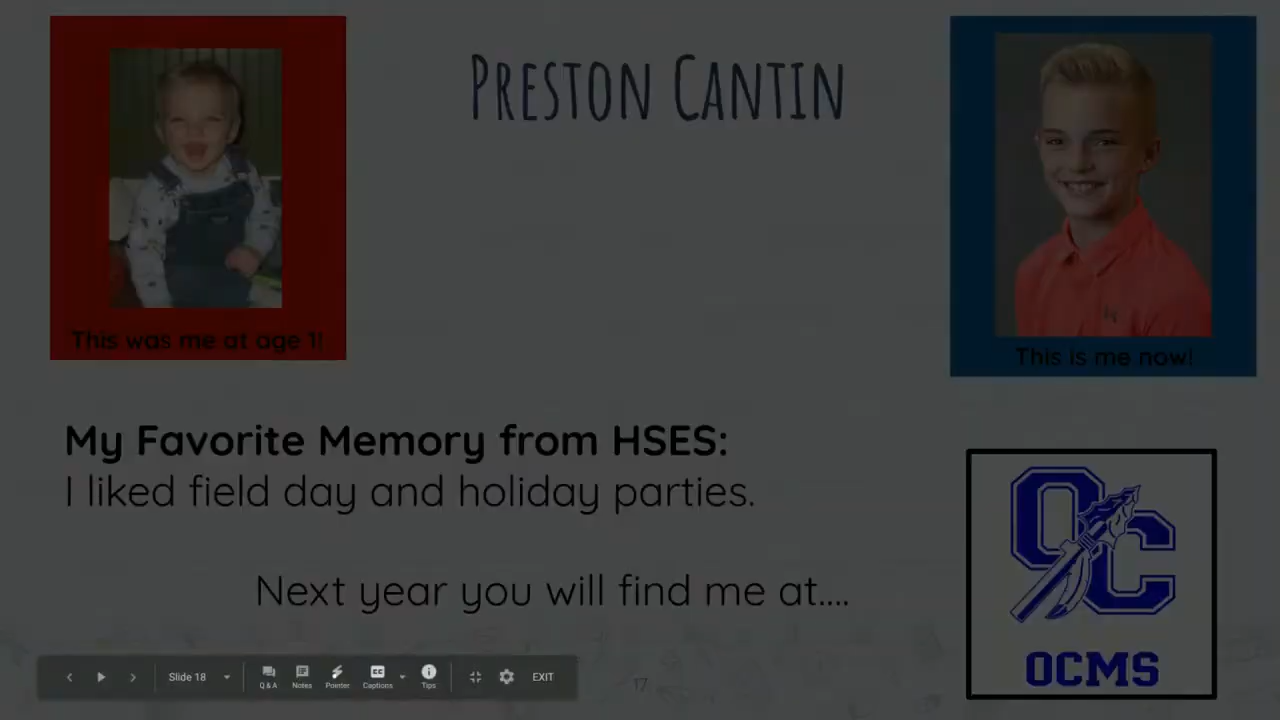 PRESTON CANTIN
This was me at age 1!
This is me now!
My Favorite Memory from HSES:
I liked field day and holiday parties.
Next year you will find me at....
OC
OCMS
Slide 18
Q & A
Notes
Pointer
Captions
Tips
EXIT
17